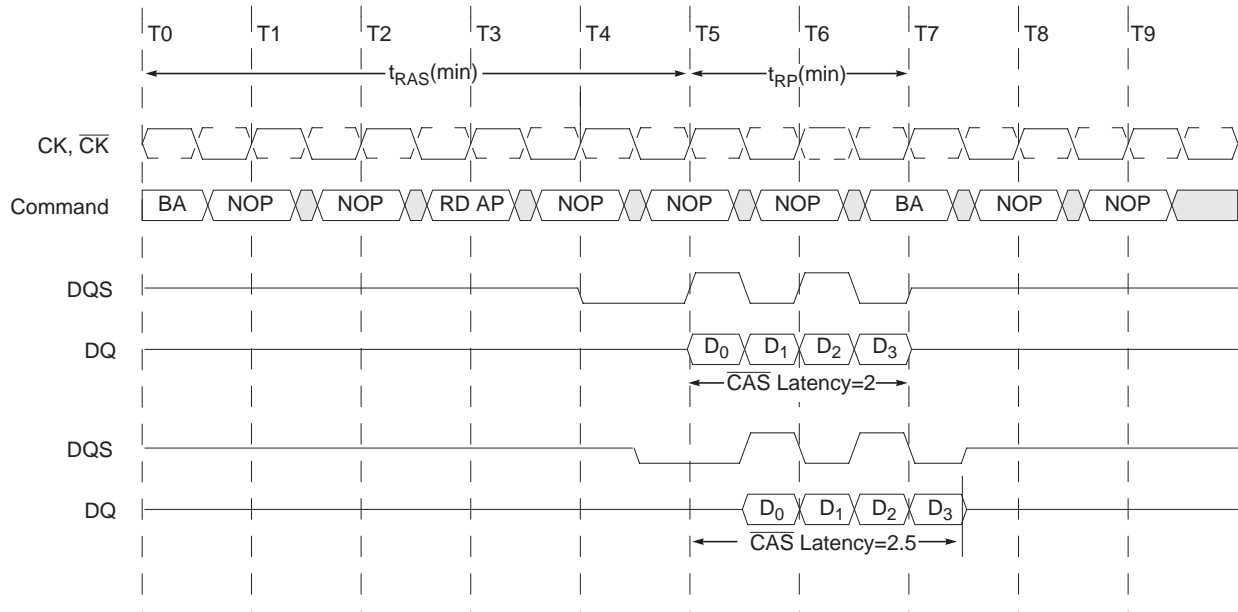 T0 T1 T2 T3 T4 T5 T6 T7 T8 T9
tRAS(min) tRP(min)
CK, CK
Command BA NOP NOP RD AP NOP NOP NOP BA NOP NOP
DQS
DQ D0 D1 D2 D3
CAS Latency=2
DQS
DQ D0 D1 D2 D3
CAS Latency=2.5